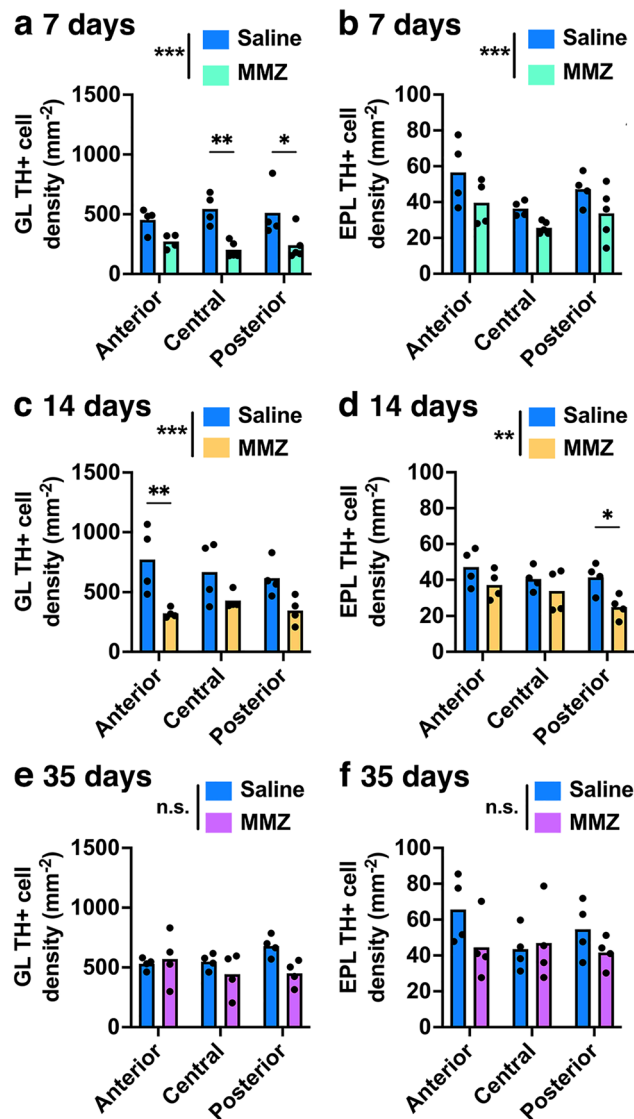 a 7 days
*** Saline
MMZ
GL TH+ cell
density (mm-2)
1500
1000
500
0
** *
Anterior Central Posterior
b 7 days
*** Saline
MMZ
EPL TH+ cell
density (mm-2)
100
80
60
40
20
0
Anterior Central Posterior
c 14 days
*** Saline
MMZ
GL TH+ cell
density (mm-2)
1500
1000
500
0
**
Anterior Central Posterior
d 14 days
** Saline
MMZ
EPL TH+ cell
density (mm-2)
100
80
60
40
20
0
*
Anterior Central Posterior
e 35 days
n.s. Saline
MMZ
GL TH+ cell
density (mm-2)
1500
1000
500
0
Anterior Central Posterior
f 35 days
n.s. Saline
MMZ
EPL TH+ cell
density (mm-2)
100
80
60
40
20
0
Anterior Central Posterior